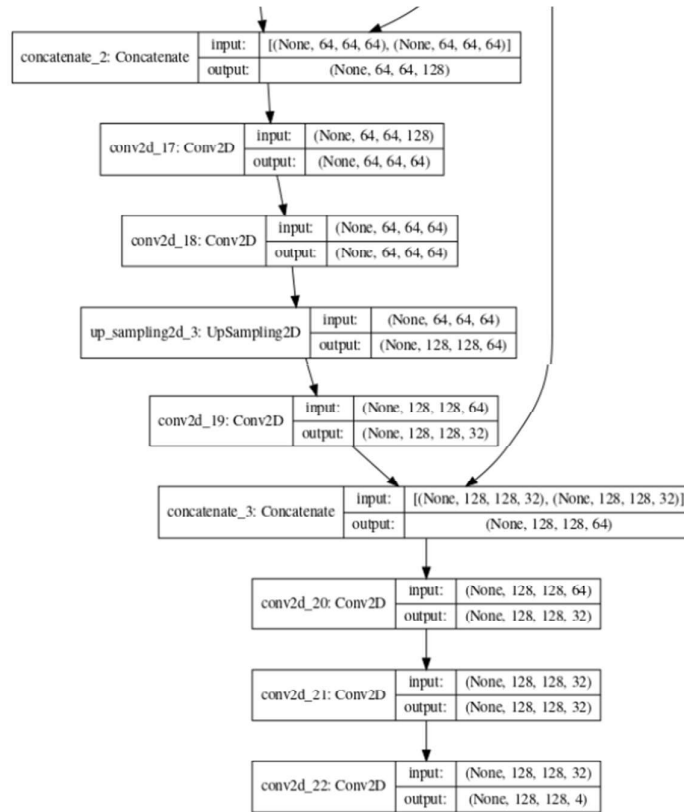 concatenate_2: Concatenate
input: [(None, 64, 64, 64), (None, 64, 64, 64)]
output: (None, 64, 64, 128)
conv2d_17: Conv2D
input: (None, 64, 64, 128)
output: (None, 64, 64, 64)
conv2d_18: Conv2D
input: (None, 64, 64, 64)
output: (None, 64, 64, 64)
up_sampling2d_3: UpSampling2D
input: (None, 64, 64, 64)
output: (None, 128, 128, 64)
conv2d_19: Conv2D
input: (None, 128, 128, 64)
output: (None, 128, 128, 32)
concatenate_3: Concatenate
input: [(None, 128, 128, 32), (None, 128, 128, 32)]
output: (None, 128, 128, 64)
conv2d_20: Conv2D
input: (None, 128, 128, 64)
output: (None, 128, 128, 32)
conv2d_21: Conv2D
input: (None, 128, 128, 32)
output: (None, 128, 128, 32)
conv2d_22: Conv2D
input: (None, 128, 128, 32)
output: (None, 128, 128, 4)